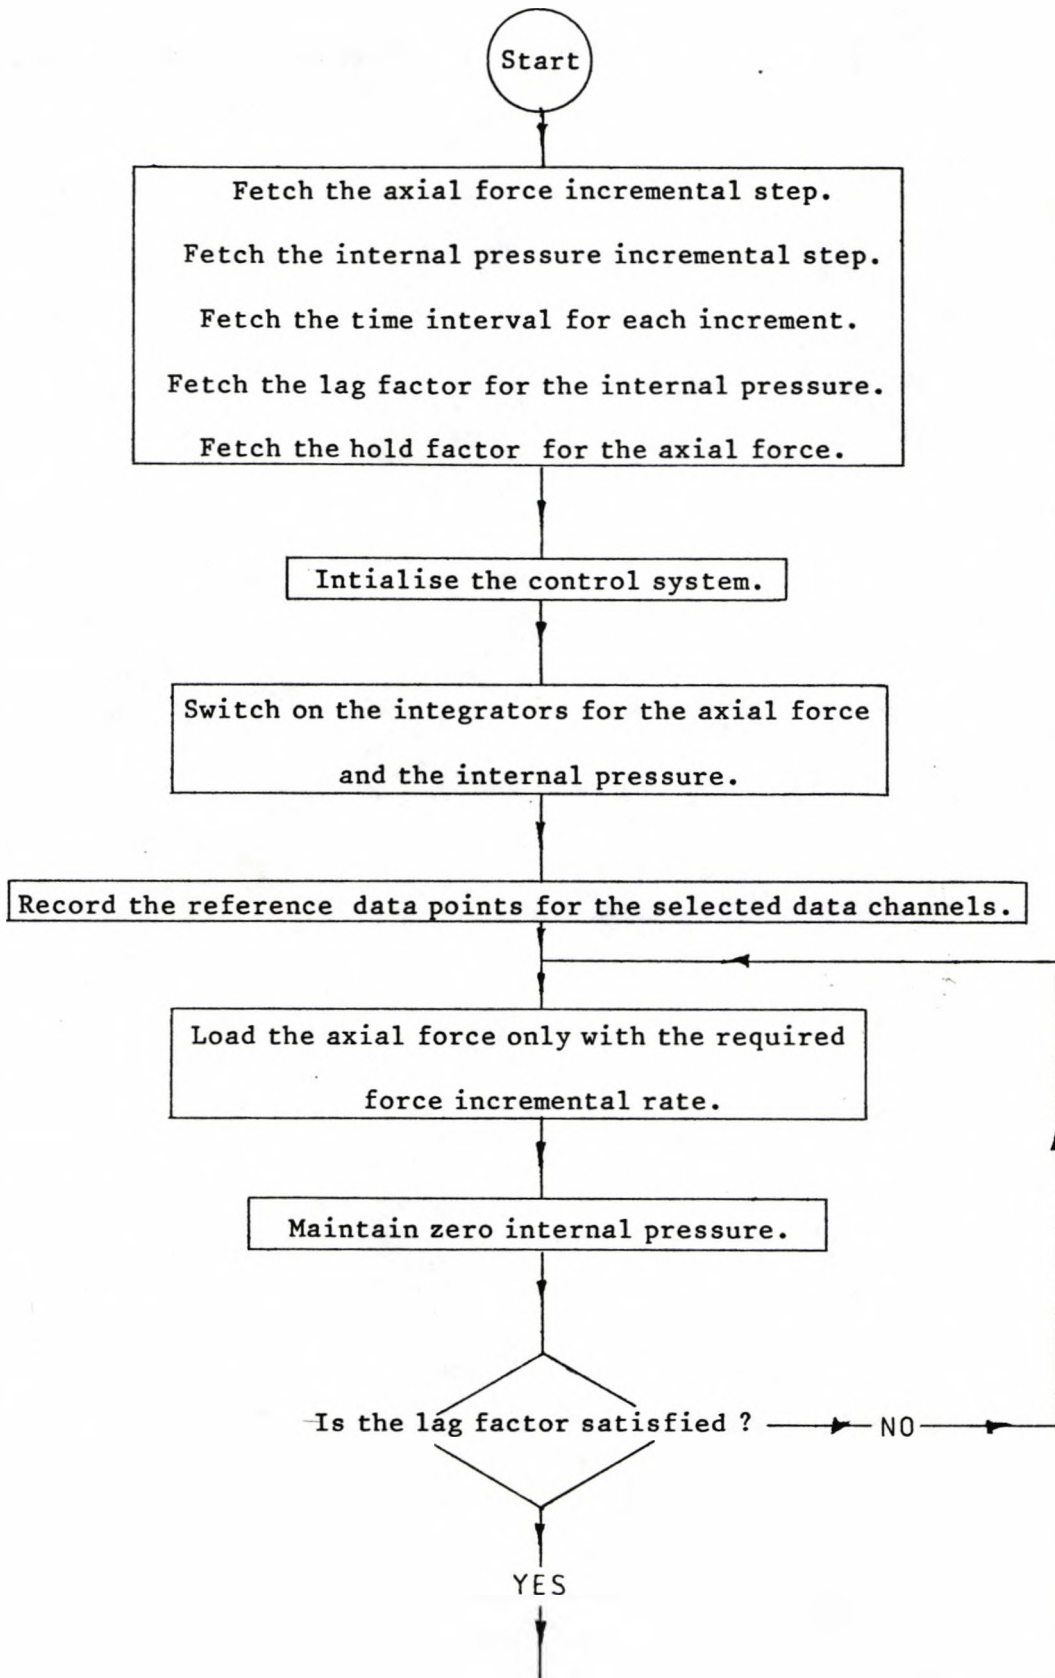 Start
Fetch the axial force incremental step.
Fetch the internal pressure incremental step.
Fetch the time interval for each increment.
Fetch the lag factor for the internal pressure.
Fetch the hold factor for the axial force.
Intialise the control system.
Switch on the integrators for the axial force
and the internal pressure.
Record the reference data points for the selected data channels.
Load the axial force only with the required
force incremental rate.
Maintain zero internal pressure.
Is the lag factor satisfied ?
NO
YES